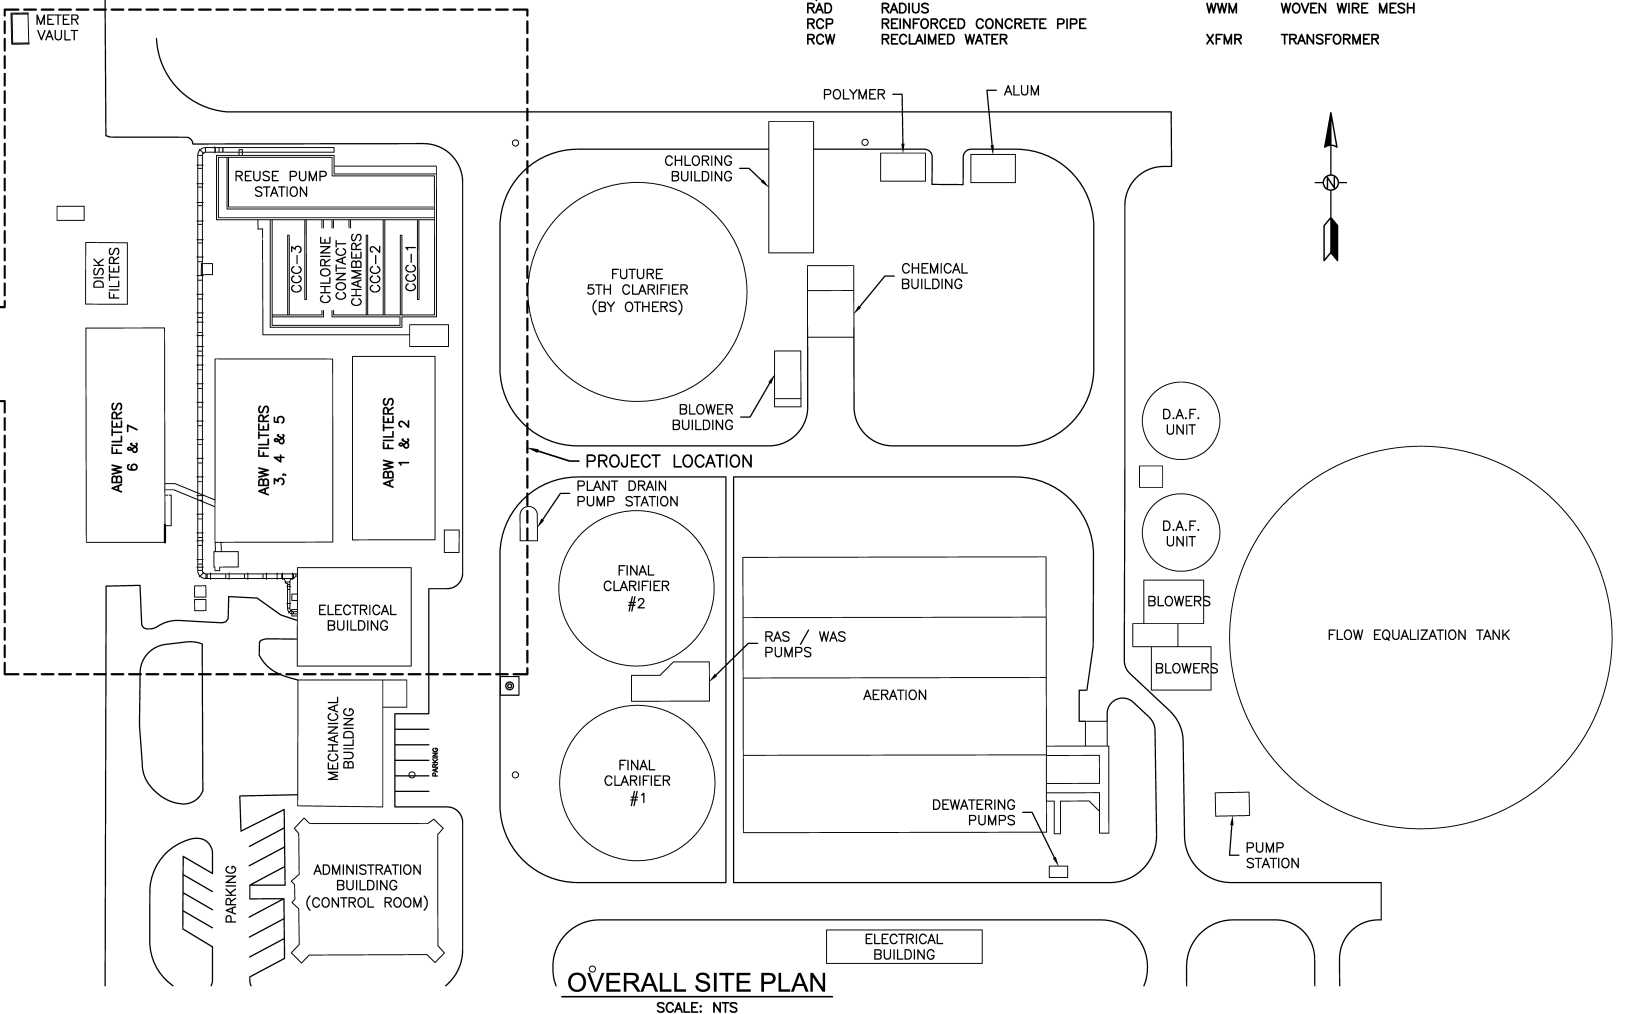 RAD RADIUS WWM WOVEN WIRE MESH
RCP REINFORCED CONCRETE PIPE
RCW RECLAIMED WATER XFMR TRANSFORMER
METER
VAULT
POLYMER
ALUM
CHLORING
BUILDING
REUSE PUMP
STATION
N
DISK
FILTERS
CCC-3
CHLORINE
CONTACT
CHAMBERS
CCC-2
CCC-1
FUTURE
5TH CLARIFIER
(BY OTHERS)
CHEMICAL
BUILDING
BLOWER
BUILDING
ABW FILTERS
6 & 7
ABW FILTERS
3, 4 & 5
ABW FILTERS
1 & 2
D.A.F.
UNIT
PROJECT LOCATION
PLANT DRAIN
PUMP STATION
D.A.F.
UNIT
FINAL
CLARIFIER
#2
BLOWERS
ELECTRICAL
BUILDING
RAS / WAS
PUMPS
FLOW EQUALIZATION TANK
BLOWERS
AERATION
MECHANICAL
BUILDING
PARKING
FINAL
CLARIFIER
#1
DEWATERING
PUMPS
PUMP
STATION
PARKING
ADMINISTRATION
BUILDING
(CONTROL ROOM)
ELECTRICAL
BUILDING
OVERALL SITE PLAN
SCALE: NTS